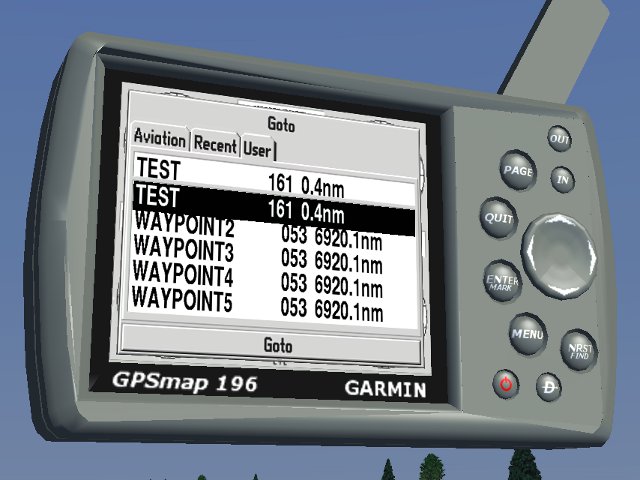 Goto
Aviation Recent User
TEST 161 0.4nm
TEST 161 0.4nm
WAYPOINT2 053 6920.1nm
WAYPOINT3 053 6920.1nm
WAYPOINT4 053 6920.1nm
WAYPOINT5 053 6920.1nm
Goto
GPSmap 196 GARMIN
OUT
PAGE
IN
QUIT
ENTER
MARK
MENU
NRST
FIND
D